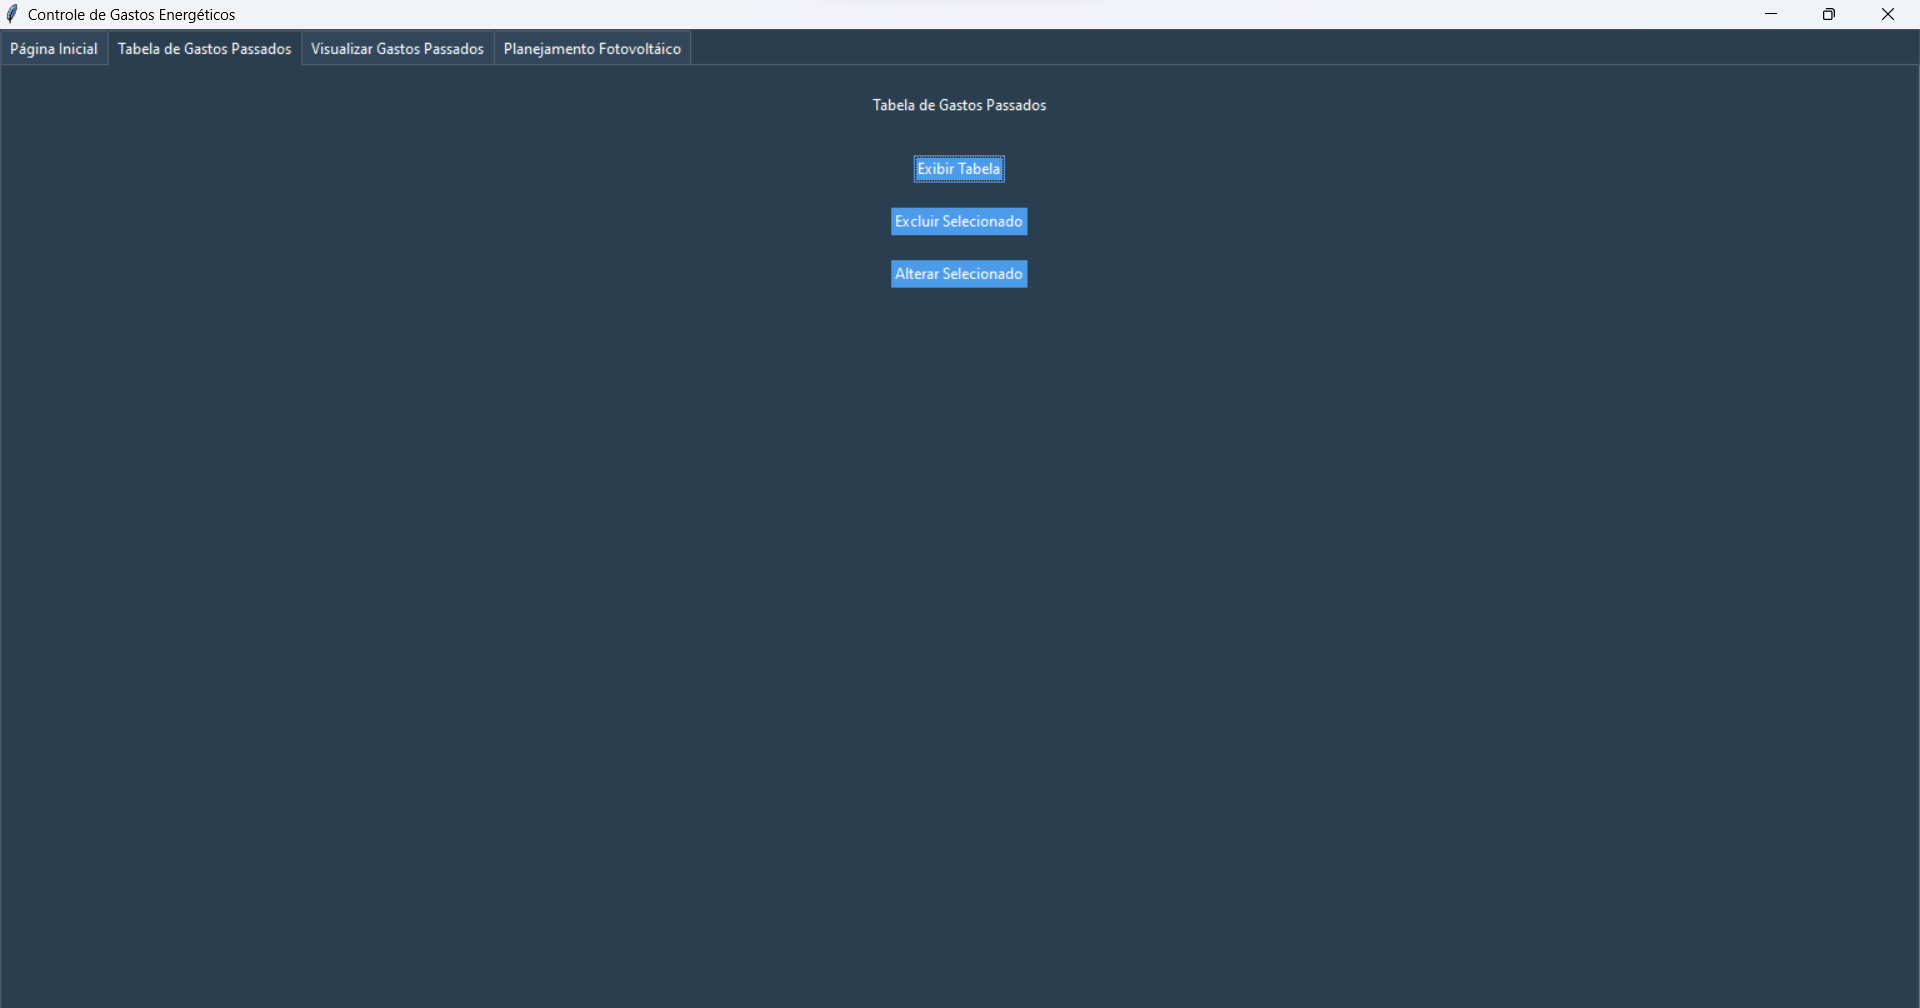 Controle de Gastos Energéticos
Página Inicial Tabela de Gastos Passados Visualizar Gastos Passados Planejamento Fotovoltáico
Tabela de Gastos Passados
Exibir Tabela
Excluir Selecionado
Alterar Selecionado